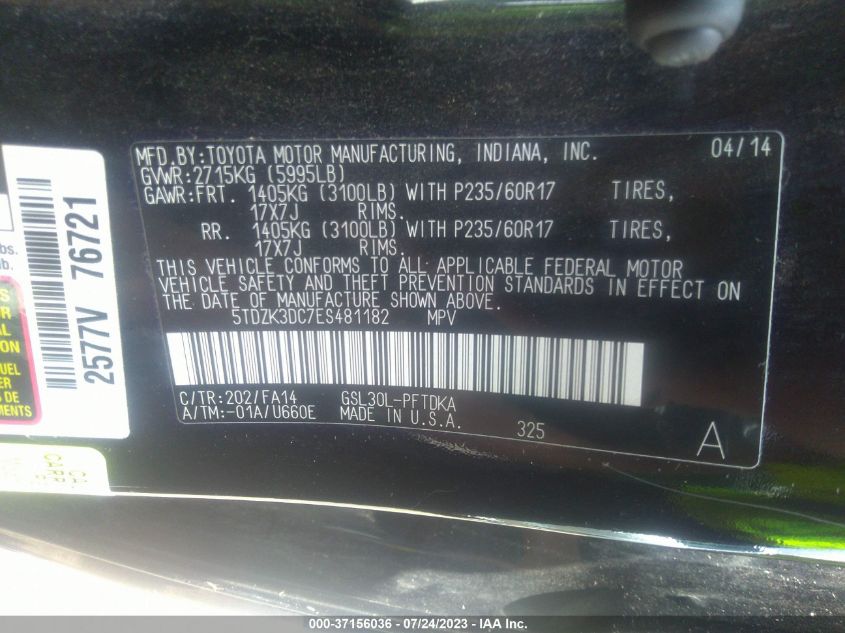 MFD.BY:TOYOTA MOTOR MANUFACTURING, INDIANA, INC. 04/14
GVWR:2715KG (5995LB)
GAWR:FRT. 1405KG (3100LB) WITH P235/60R17 TIRES,
17X7J RIMS.
RR. 1405KG (3100LB) WITH P235/60R17 TIRES,
17X7J RIMS.
THIS VEHICLE CONFORMS TO ALL APPLICABLE FEDERAL MOTOR
VEHICLE SAFETY AND THEFT PREVENTION STANDARDS IN EFFECT ON
THE DATE OF MANUFACTURE SHOWN ABOVE.
5TDZK3DC7ES481182 MPV
C/TR:202/FA14 GSL30L-PFTDKA
A/TM:-01A/U660E MADE IN U.S.A.
325 A
2577V 76721
000-37156036 - 07/24/2023 - IAA Inc.